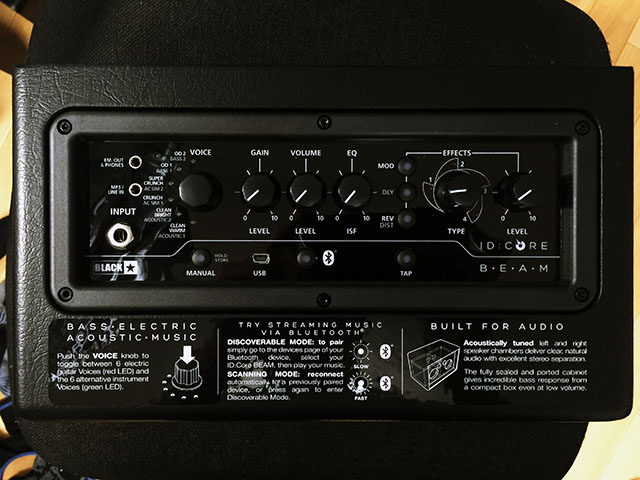 EM. OUT
& PHONES
MP3 /
LINE IN
INPUT
OD 2
BASS 2
OD 1
BASS 1
SUPER
CRUNCH
AC SIM 2
CRUNCH
AC SIM 1
CLEAN
BRIGHT
ACOUSTIC 2
CLEAN
WARM
ACOUSTIC 1
VOICE
GAIN
VOLUME
EQ
0 10
0 10
0 10
LEVEL
LEVEL
ISF
MOD
DLY
REV
DIST
EFFECTS
1
2
3
4
TYPE
0 10
LEVEL
ID:CORE
BLACK★
MANUAL
HOLD
STORE
USB
TAP
B•E•A•M
BASS•ELECTRIC
ACOUSTIC•MUSIC
Push the VOICE knob to
toggle between 6 electric
guitar Voices (red LED) and
the 6 alternative instrument
Voices (green LED).
TRY STREAMING MUSIC
VIA BLUETOOTH®
DISCOVERABLE MODE: to pair
simply go to the devices page of your
Bluetooth device, select your
ID:Core BEAM, then play your music.
SCANNING MODE: reconnect
automatically to a previously paired
device, or press again to enter
Discoverable Mode.
SLOW
FAST
BUILT FOR AUDIO
Acoustically tuned left and right
speaker chambers deliver clear, natural
audio with excellent stereo separation.
The fully sealed and ported cabinet
gives incredible bass response from
a compact box even at low volume.